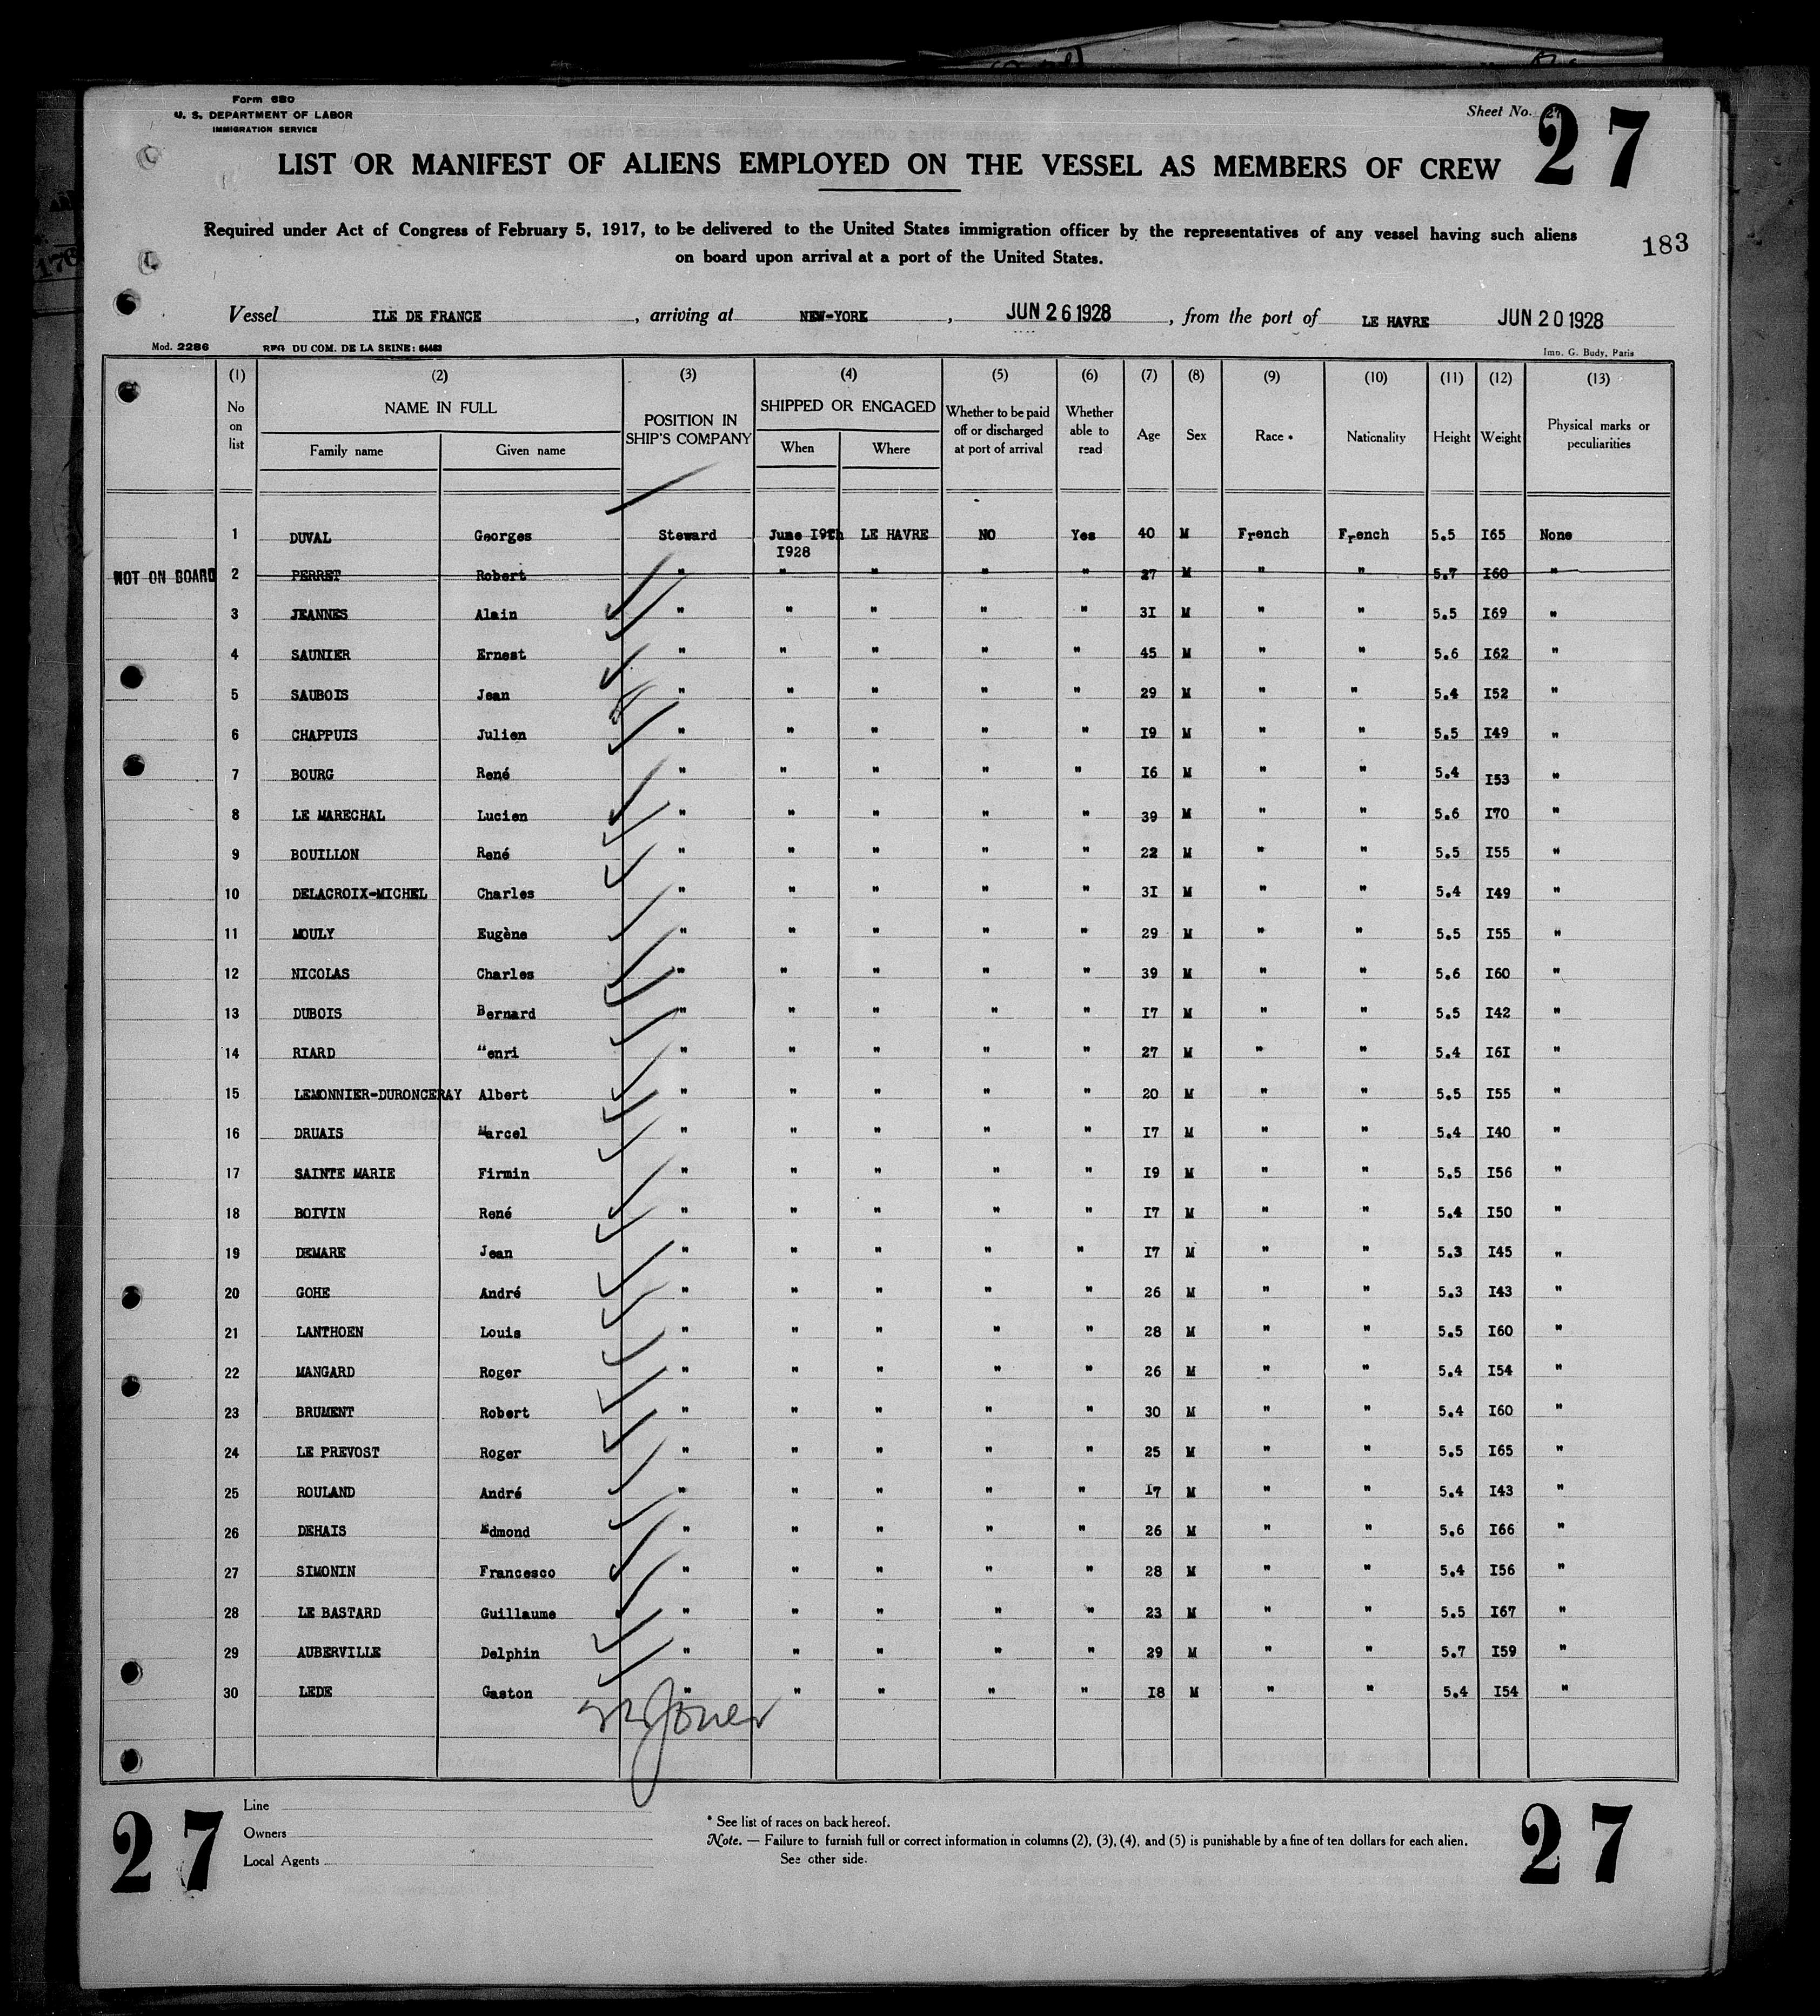 Form 680
U. S. DEPARTMENT OF LABOR
IMMIGRATION SERVICE
Sheet No. 27
27
LIST OR MANIFEST OF ALIENS EMPLOYED ON THE VESSEL AS MEMBERS OF CREW
Required under Act of Congress of February 5, 1917, to be delivered to the United States immigration officer by the representatives of any vessel having such aliens
on board upon arrival at a port of the United States.
183
Vessel ILE DE FRANCE, arriving at NEW-YORK, JUN 26 1928, from the port of LE HAVRE JUN 20 1928
Mod. 2286 REG. DU COM. DE LA SEINE: 64483 Imp. G. Budy, Paris
(1) (2) (3) (4) (5) (6) (7) (8) (9) (10) (11) (12) (13)
No on list NAME IN FULL POSITION IN SHIP'S COMPANY SHIPPED OR ENGAGED Whether to be paid off or discharged at port of arrival Whether able to read Age Sex Race * Nationality Height Weight Physical marks or peculiarities
Family name Given name When Where
1 DUVAL Georges Steward June I9th I928 LE HAVRE NO Yes 40 M French French 5.5 I65 None
NOT ON BOARD 2 PERRET Robert " " " " " 27 M " " 5.7 I60 "
3 JEANNES Alain " " " " " 3I M " " 5.5 I69 "
4 SAUNIER Ernest " " " " " 45 M " " 5.6 I62 "
5 SAUBOIS Jean " " " " " 29 M " " 5.4 I52 "
6 CHAPPUIS Julien " " " " " I9 M " " 5.5 I49 "
7 BOURG René " " " " " I6 M " " 5.4 I53 "
8 LE MARECHAL Lucien " " " " " 39 M " " 5.6 I70 "
9 BOUILLON René " " " " " 22 M " " 5.5 I55 "
10 DELACROIX-MICHEL Charles " " " " " 3I M " " 5.4 I49 "
11 MOULY Eugène " " " " " 29 M " " 5.5 I55 "
12 NICOLAS Charles " " " " " 39 M " " 5.6 I60 "
13 DUBOIS Bernard " " " " " I7 M " " 5.5 I42 "
14 RIARD Henri " " " " " 27 M " " 5.4 I6I "
15 LEMONNIER-DURONCERAY Albert " " " " " 20 M " " 5.5 I55 "
16 DRUAIS Marcel " " " " " I7 M " " 5.4 I40 "
17 SAINTE MARIE Firmin " " " " " I9 M " " 5.5 I56 "
18 BOIVIN René " " " " " I7 M " " 5.4 I50 "
19 DEMARE Jean " " " " " I7 M " " 5.3 I45 "
20 GOHE André " " " " " 26 M " " 5.3 I43 "
21 LANTHOEN Louis " " " " " 28 M " " 5.5 I60 "
22 MANGARD Roger " " " " " 26 M " " 5.4 I54 "
23 BRUMENT Robert " " " " " 30 M " " 5.4 I60 "
24 LE PREVOST Roger " " " " " 25 M " " 5.5 I65 "
25 ROULAND André " " " " " I7 M " " 5.4 I43 "
26 DEHAIS Edmond " " " " " 26 M " " 5.6 I66 "
27 SIMONIN Francesco " " " " " 28 M " " 5.4 I56 "
28 LE BASTARD Guillaume " " " " " 23 M " " 5.5 I67 "
29 AUBERVILLE Delphin " " " " " 29 M " " 5.7 I59 "
30 LEDE Gaston " " " " " I8 M " " 5.4 I54 "
27
Line
Owners
Local Agents
* See list of races on back hereof.
Note. — Failure to furnish full or correct information in columns (2), (3), (4), and (5) is punishable by a fine of ten dollars for each alien.
See other side.
27